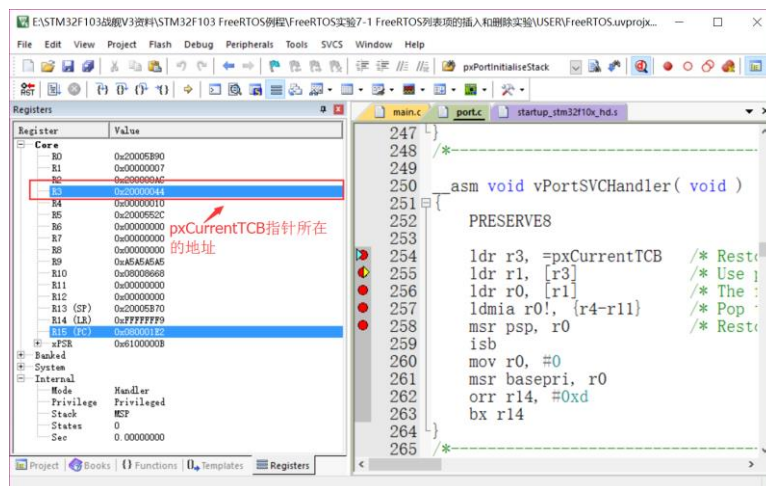 E:\STM32F103战舰V3资料\STM32F103 FreeRTOS例程\FreeRTOS实验7-1 FreeRTOS列表项的插入和删除实验\USER\FreeRTOS.uvprojx...
File Edit View Project Flash Debug Peripherals Tools SVCS Window Help
pxPortInitialiseStack
RST
Registers
main.c port.c startup_stm32f10x_hd.s
Register Value
Core
R0 0x20005B90
R1 0x00000007
R2 0x200000AC
R3 0x20000044
R4 0x00000010
R5 0x2000552C
R6 0x00000000
R7 0x00000000
R8 0x00000000
R9 0xA5A5A5A5
R10 0x08008668
R11 0x00000000
R12 0x00000000
R13 (SP) 0x20005B70
R14 (LR) 0xFFFFFFF9
R15 (PC) 0x080001E2
xPSR 0x6100000B
Banked
System
Internal
Mode Handler
Privilege Privileged
Stack MSP
States 0
Sec 0.00000000
pxCurrentTCB指针所在
的地址
247 }
248 /*-----------------------------------
249
250 __asm void vPortSVCHandler( void )
251 {
252 PRESERVE8
253
254 ldr r3, =pxCurrentTCB /* Resto
255 ldr r1, [r3] /* Use p
256 ldr r0, [r1] /* The
257 ldmia r0!, {r4-r11} /* Pop
258 msr psp, r0 /* Resto
259 isb
260 mov r0, #0
261 msr basepri, r0
262 orr r14, #0xd
263 bx r14
264 }
265 /*-----------------------------------
Project Books {} Functions Templates Registers